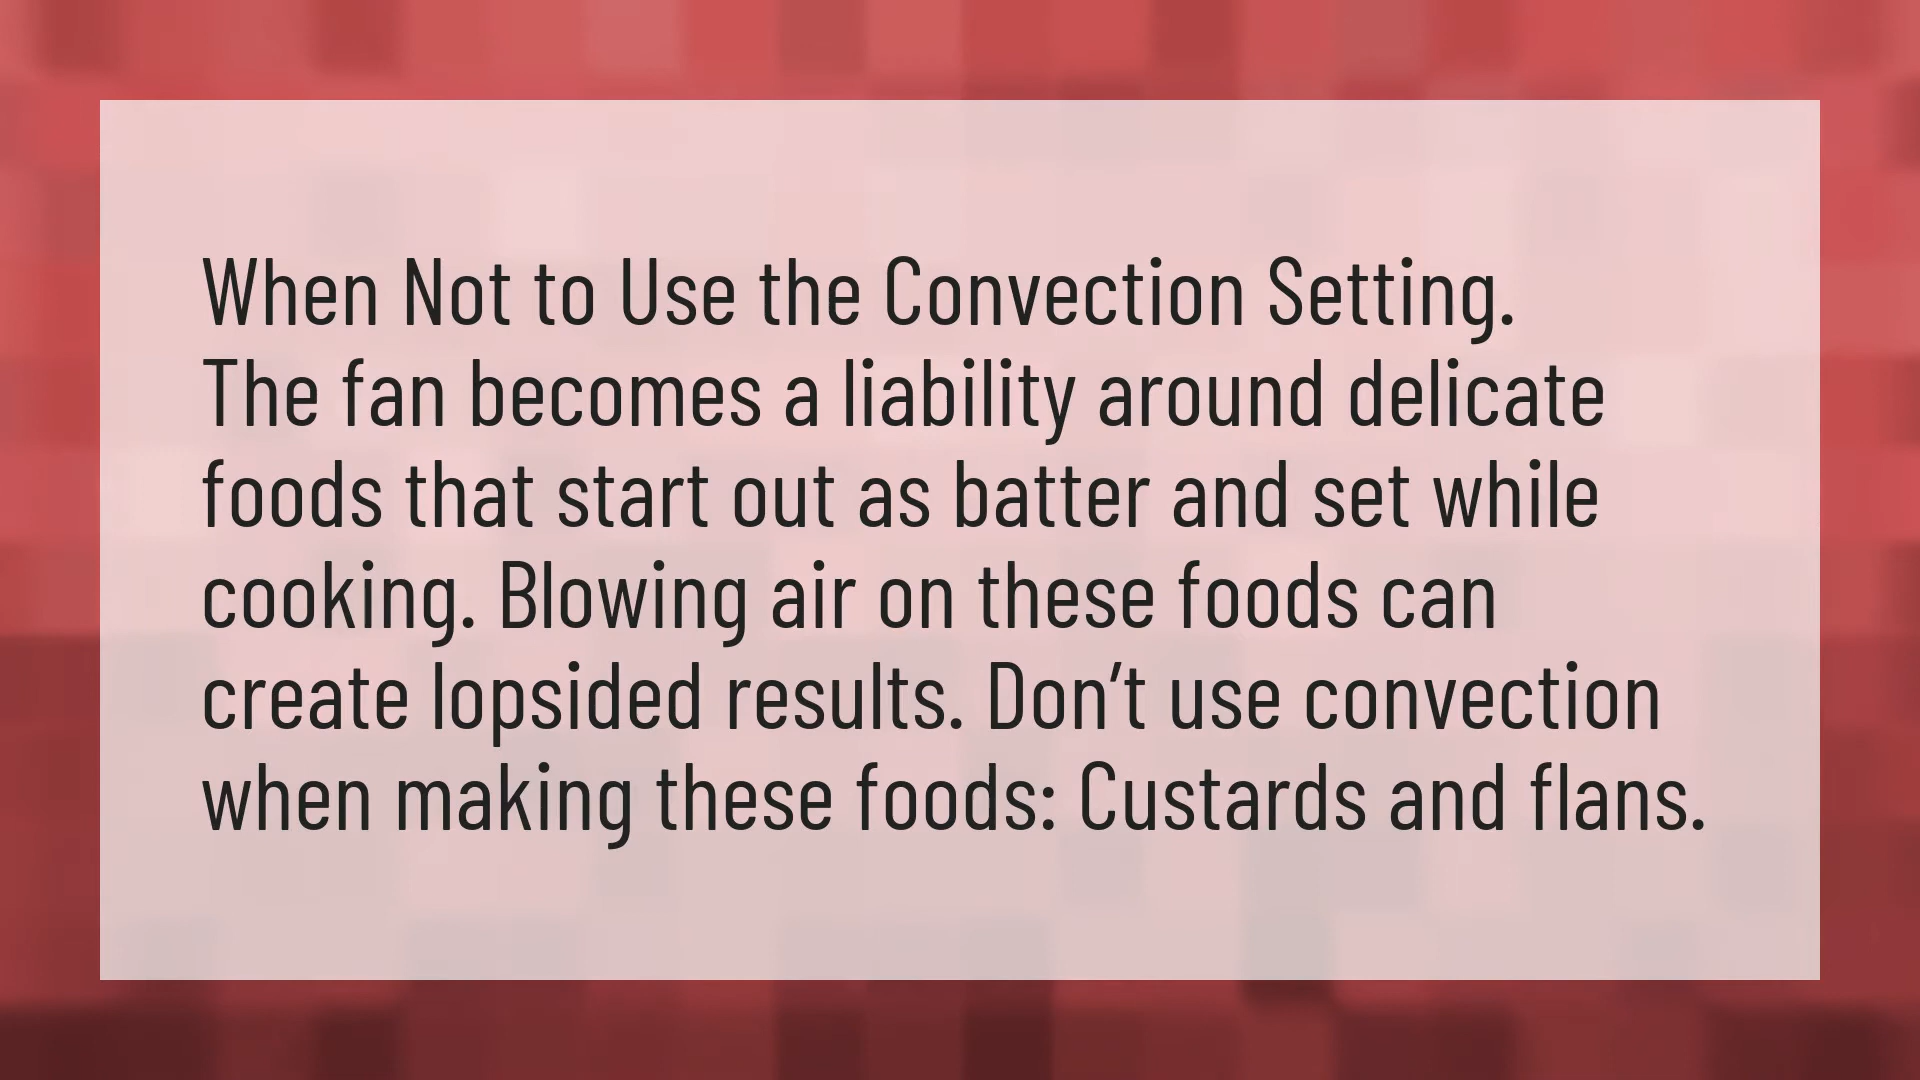 When Not to Use the Convection Setting.
The fan becomes a liability around delicate
foods that start out as batter and set while
cooking. Blowing air on these foods can
create lopsided results. Don’t use convection
when making these foods: Custards and flans.